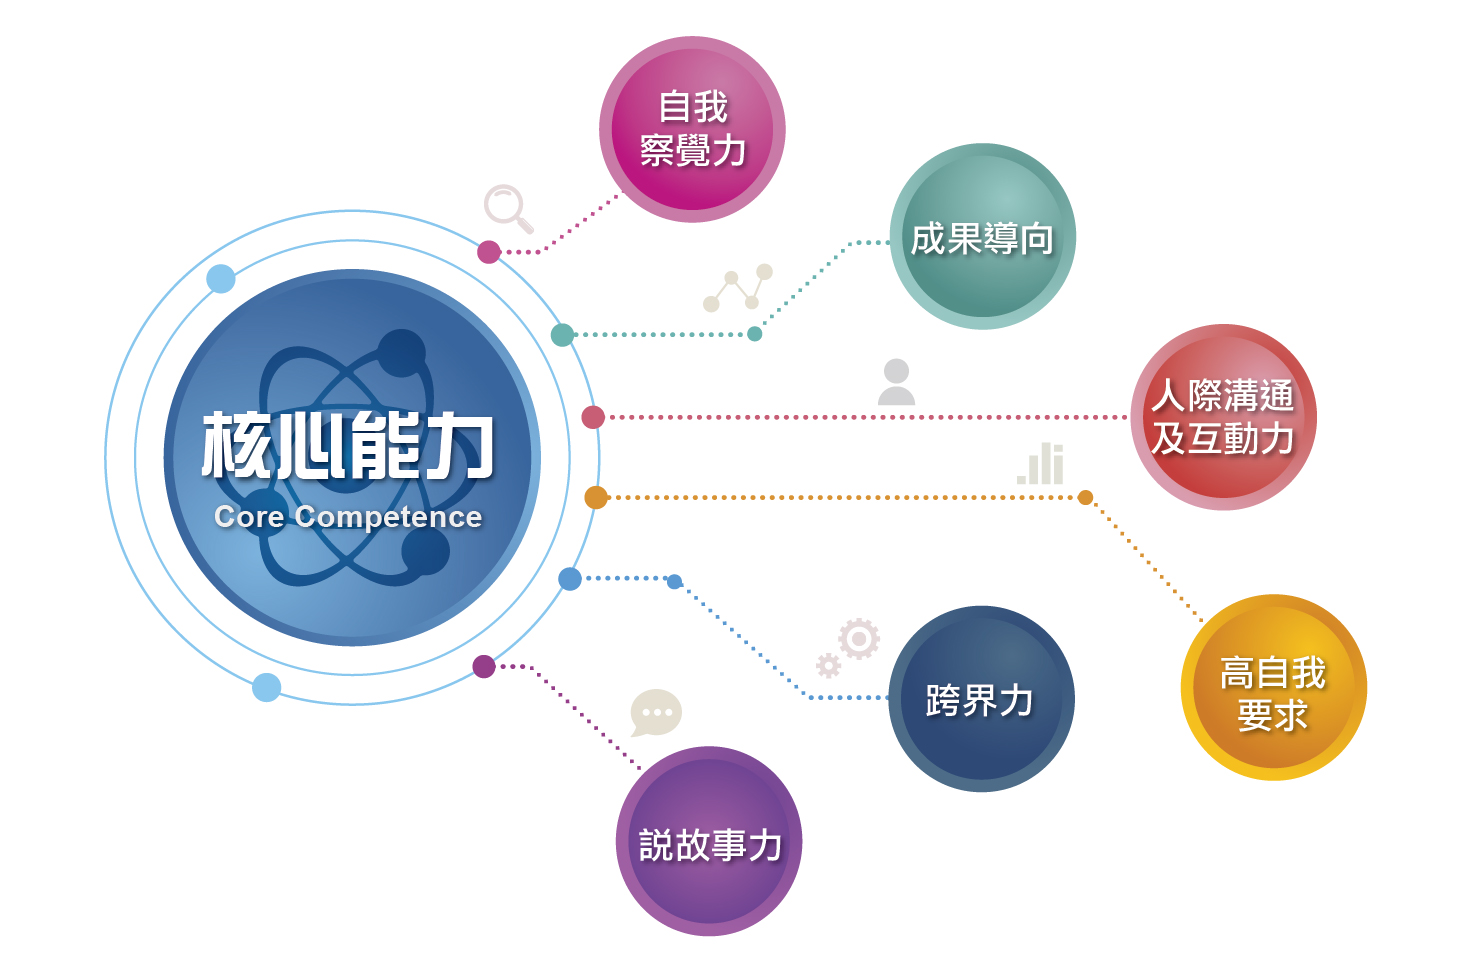 自我
察覺力
成果導向
人際溝通
及互動力
核心能力
Core Competence
高自我
要求
跨界力
説故事力